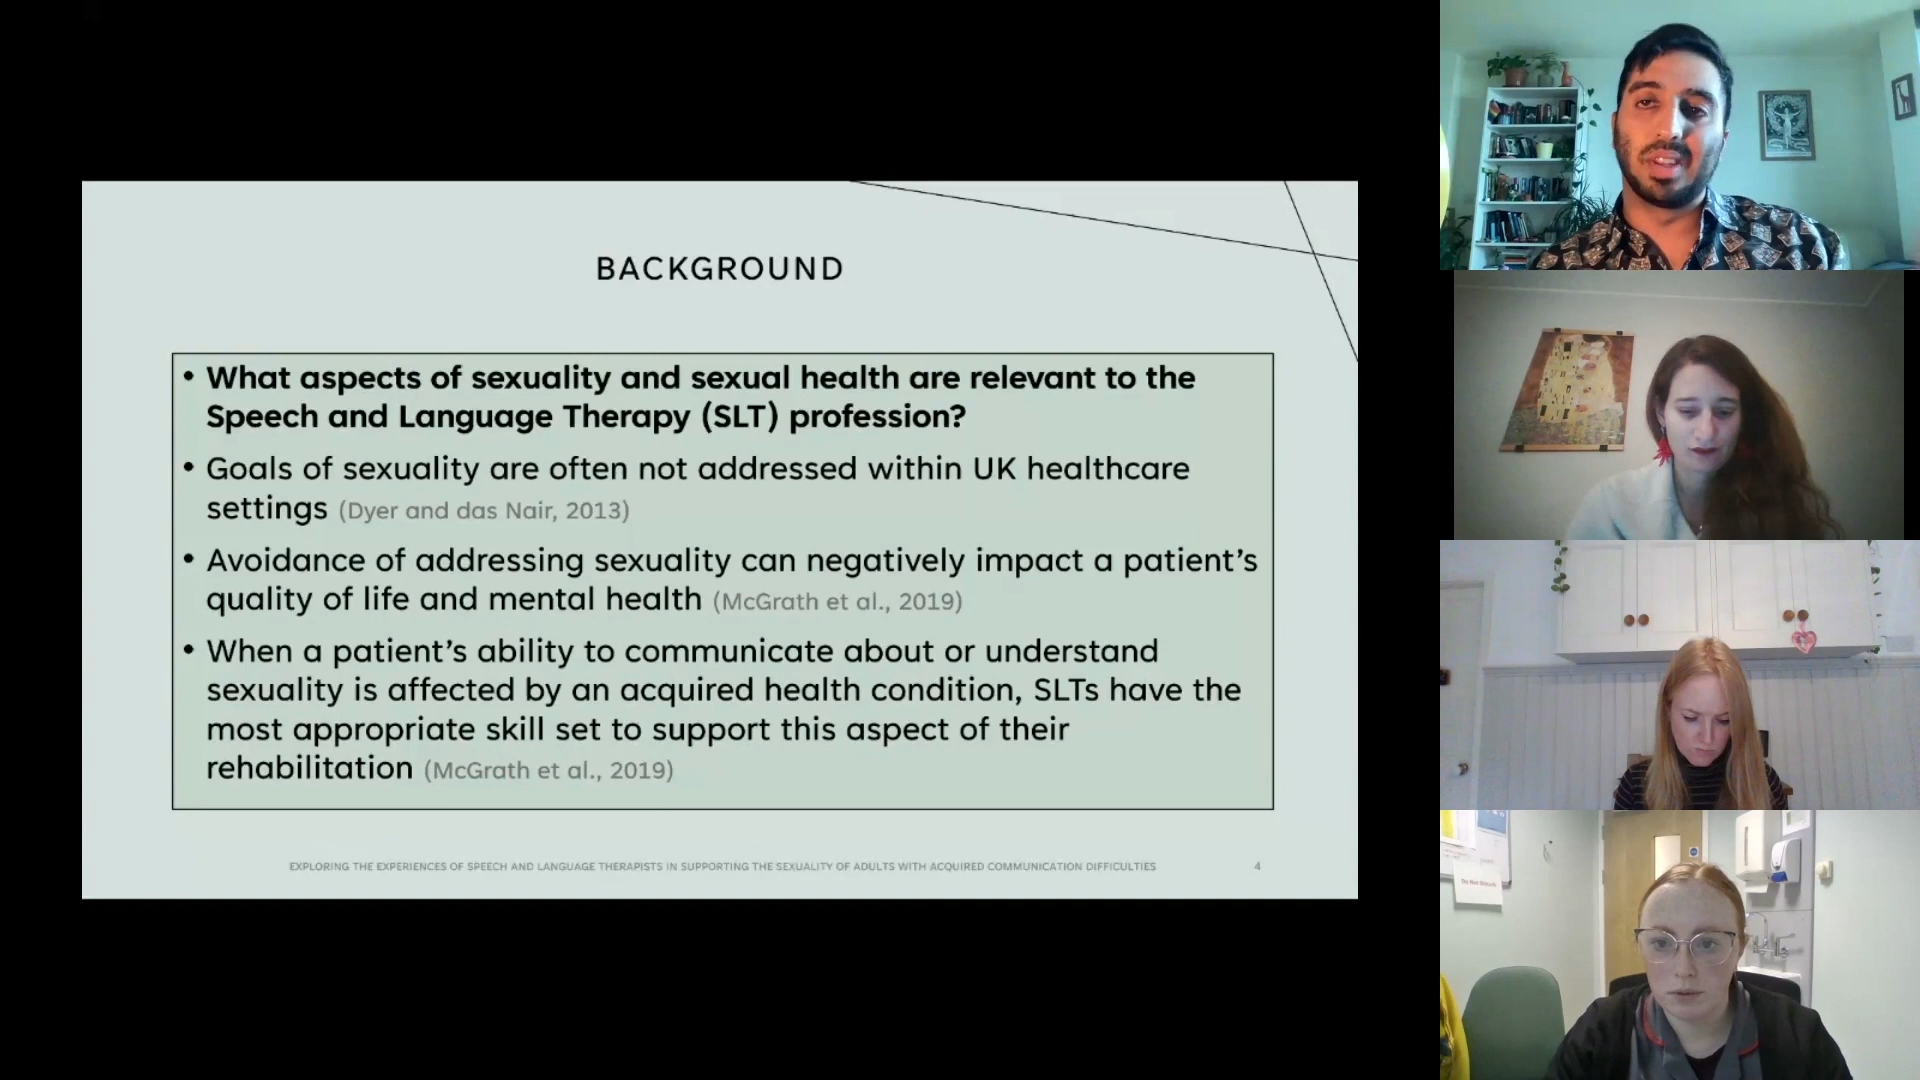 BACKGROUND
• What aspects of sexuality and sexual health are relevant to the
Speech and Language Therapy (SLT) profession?
• Goals of sexuality are often not addressed within UK healthcare
settings (Dyer and das Nair, 2013)
• Avoidance of addressing sexuality can negatively impact a patient’s
quality of life and mental health (McGrath et al., 2019)
• When a patient’s ability to communicate about or understand
sexuality is affected by an acquired health condition, SLTs have the
most appropriate skill set to support this aspect of their
rehabilitation (McGrath et al., 2019)
EXPLORING THE EXPERIENCES OF SPEECH AND LANGUAGE THERAPISTS IN SUPPORTING THE SEXUALITY OF ADULTS WITH ACQUIRED COMMUNICATION DIFFICULTIES
4